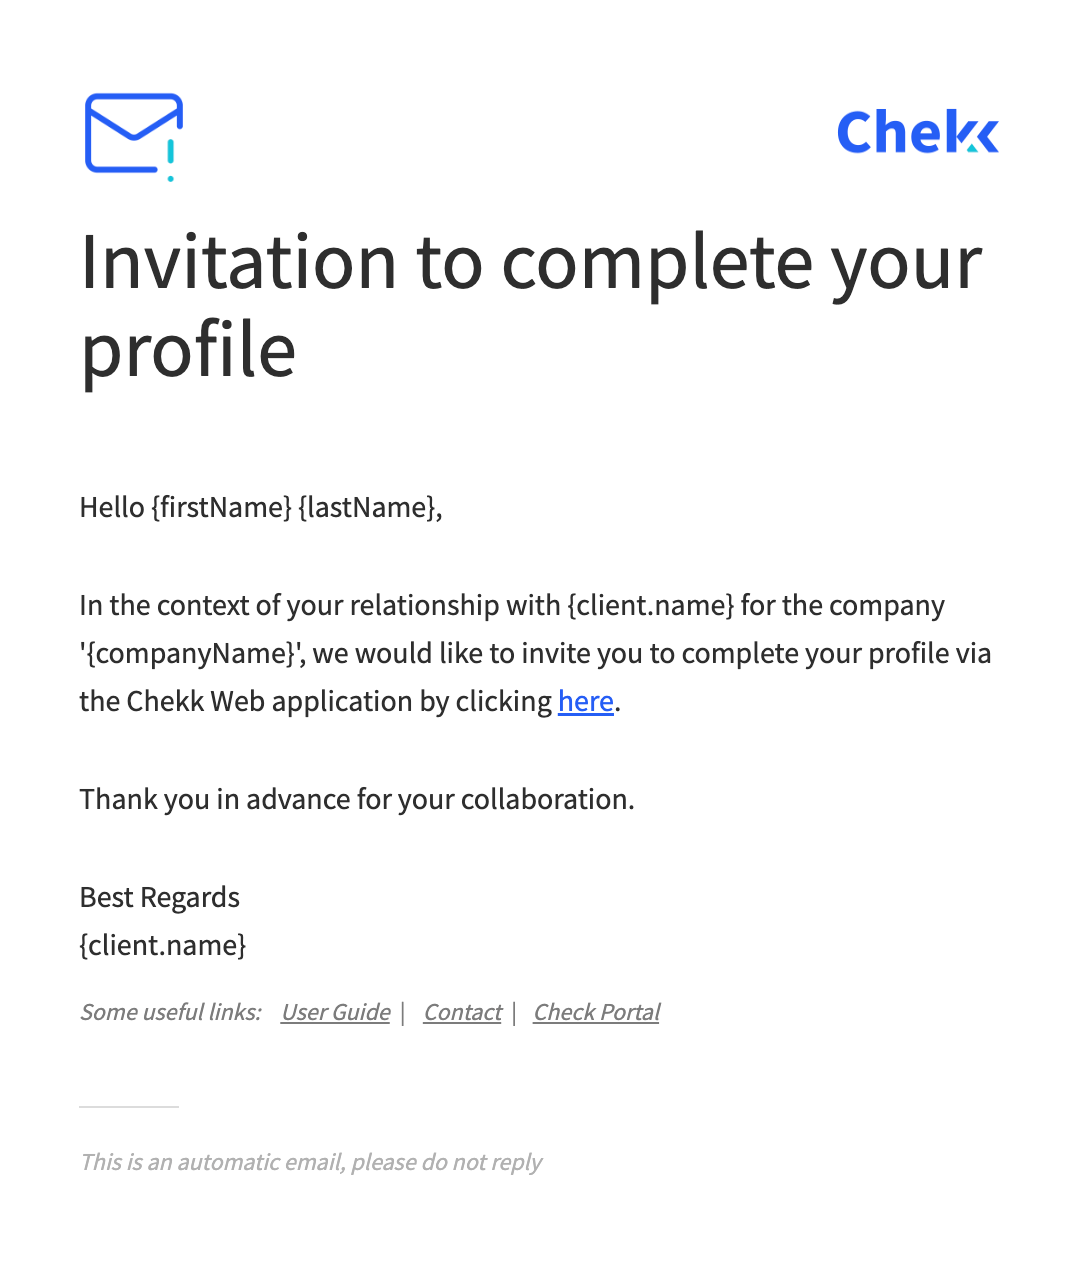 Chekk
Invitation to complete your
profile
Hello {firstName} {lastName},
In the context of your relationship with {client.name} for the company
'{companyName}', we would like to invite you to complete your profile via
the Chekk Web application by clicking here.
Thank you in advance for your collaboration.
Best Regards
{client.name}
Some useful links: User Guide | Contact | Check Portal
This is an automatic email, please do not reply